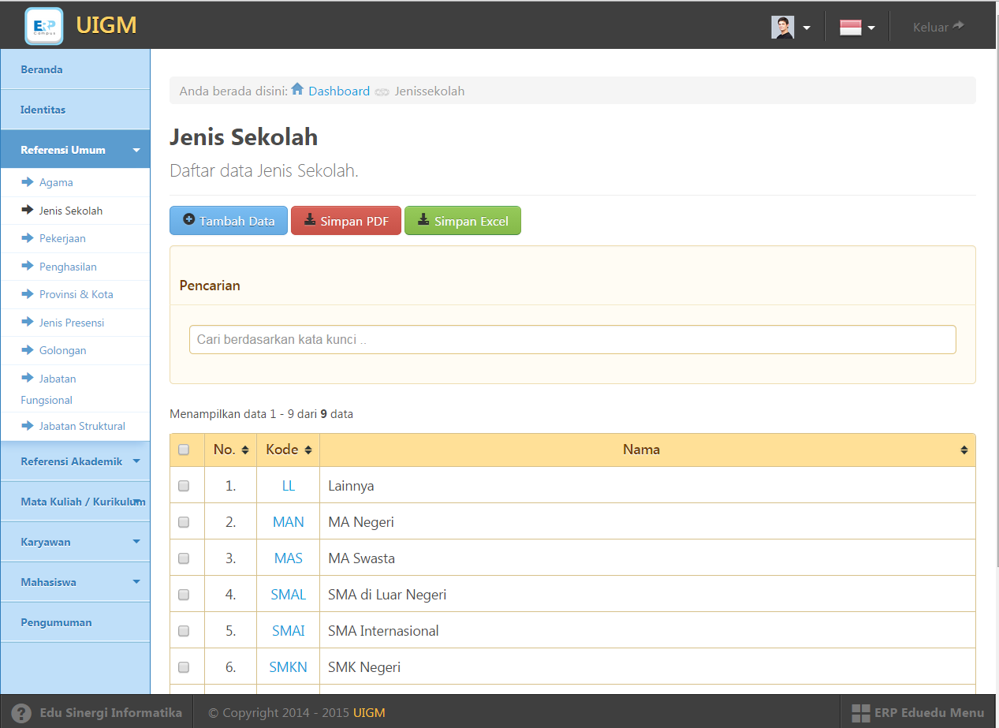 ERP
Campus
UIGM
Keluar
Beranda
Identitas
Referensi Umum
Agama
Jenis Sekolah
Pekerjaan
Penghasilan
Provinsi & Kota
Jenis Presensi
Golongan
Jabatan
Fungsional
Jabatan Struktural
Referensi Akademik
Mata Kuliah / Kurikulum
Karyawan
Mahasiswa
Pengumuman
Anda berada disini: Dashboard Jenissekolah
Jenis Sekolah
Daftar data Jenis Sekolah.
Tambah Data Simpan PDF Simpan Excel
Pencarian
Cari berdasarkan kata kunci ..
Menampilkan data 1 - 9 dari 9 data
No. Kode Nama
1. LL Lainnya
2. MAN MA Negeri
3. MAS MA Swasta
4. SMAL SMA di Luar Negeri
5. SMAI SMA Internasional
6. SMKN SMK Negeri
? Edu Sinergi Informatika
© Copyright 2014 - 2015 UIGM
ERP Eduedu Menu